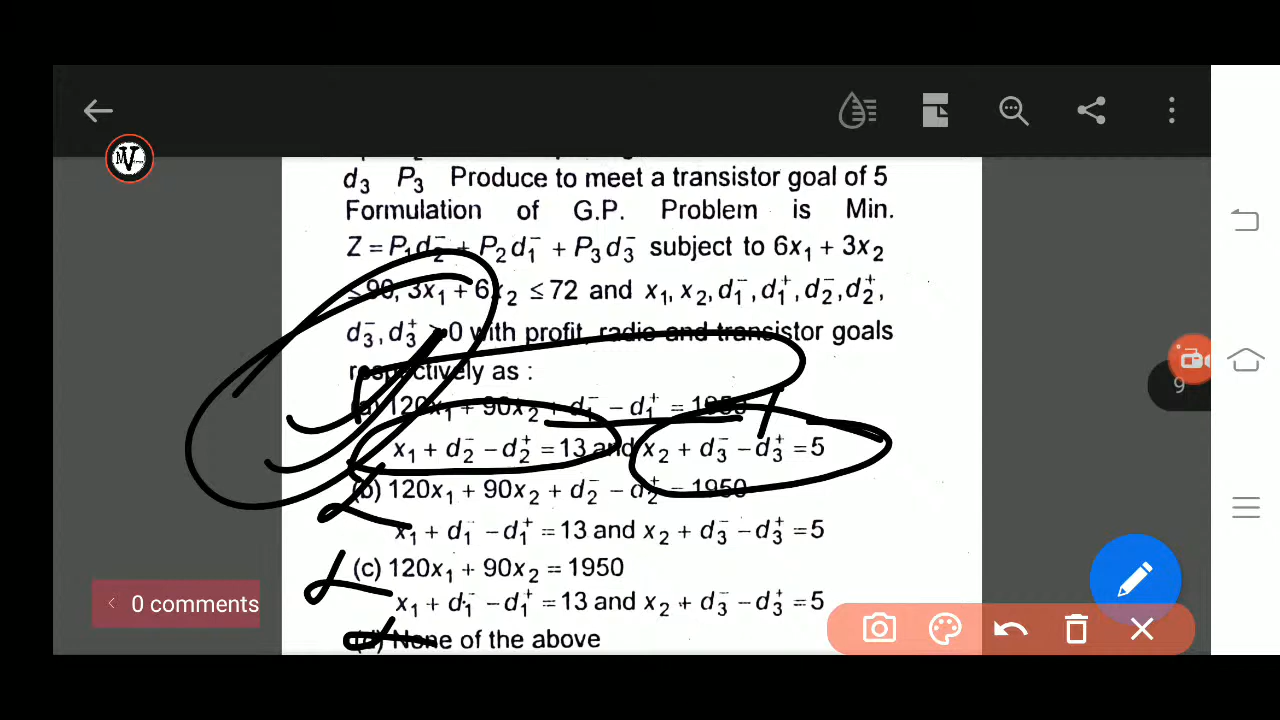 d₃ P₃ Produce to meet a transistor goal of 5
Formulation of G.P. Problem is Min.
Z = P₁d₂⁻ + P₂d₁⁻ + P₃d₃⁻ subject to 6x₁ + 3x₂
≤ 90, 3x₁ + 6x₂ ≤ 72 and x₁, x₂, d₁⁻, d₁⁺, d₂⁻, d₂⁺,
d₃⁻, d₃⁺ ≥ 0 with profit, radio and transistor goals
respectively as :
(a) 120x₁ + 90x₂ + d₁⁻ − d₁⁺ = 1950
x₁ + d₂⁻ − d₂⁺ = 13 and x₂ + d₃⁻ − d₃⁺ = 5
(b) 120x₁ + 90x₂ + d₂⁻ − d₂⁺ = 1950
x₁ + d₁⁻ − d₁⁺ = 13 and x₂ + d₃⁻ − d₃⁺ = 5
(c) 120x₁ + 90x₂ = 1950
x₁ + d₁⁻ − d₁⁺ = 13 and x₂ + d₃⁻ − d₃⁺ = 5
(d) None of the above
9
0 comments